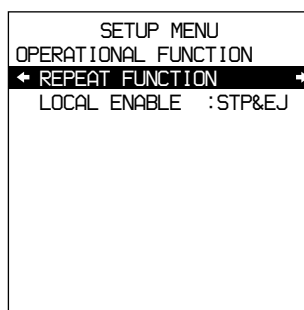 SETUP MENU
OPERATIONAL FUNCTION
← REPEAT FUNCTION →
LOCAL ENABLE :STP&EJ